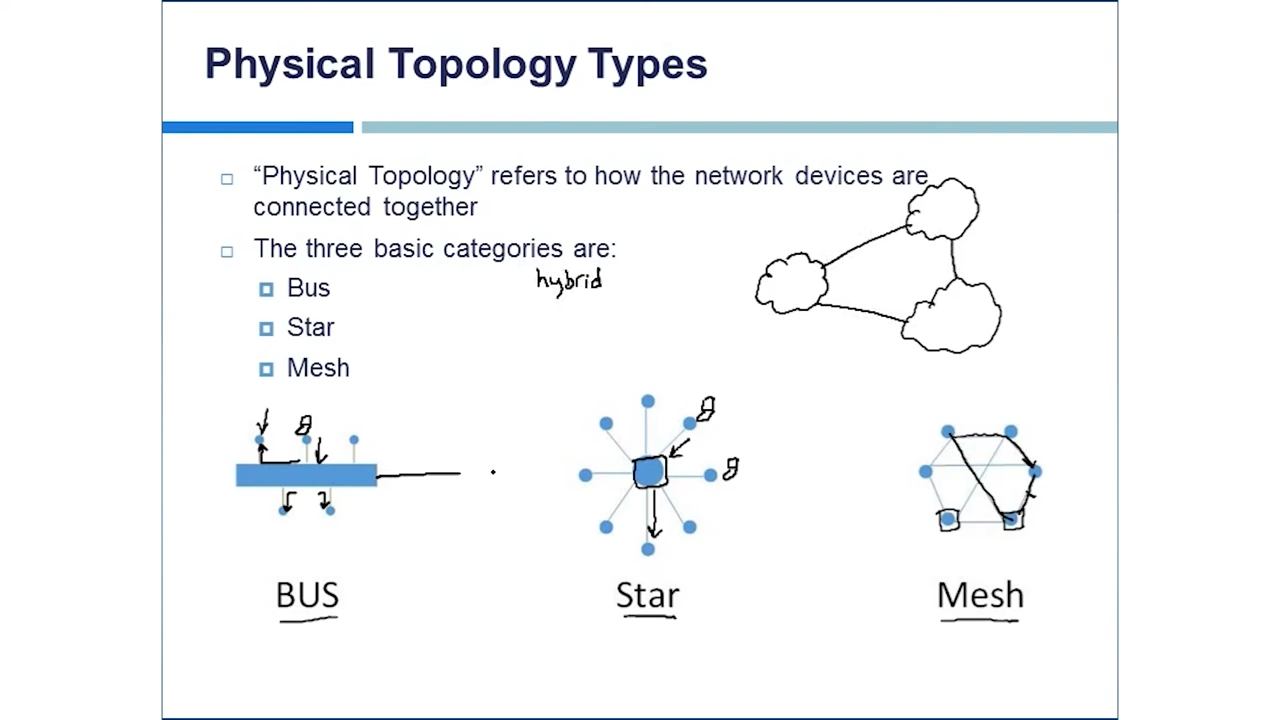 Physical Topology Types
“Physical Topology” refers to how the network devices are
connected together
The three basic categories are:
hybrid
Bus
Star
Mesh
BUS
Star
Mesh